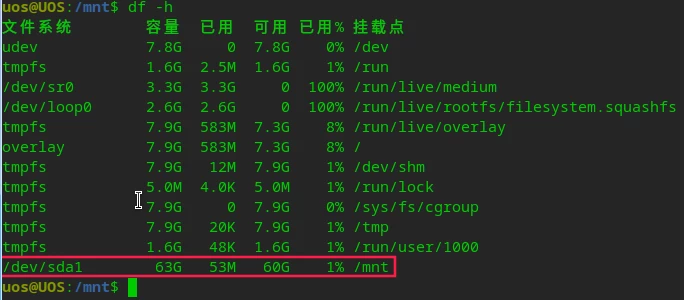 uos@UOS:/mnt$ df -h
文件系统 容量 已用 可用 已用% 挂载点
udev 7.8G 0 7.8G 0% /dev
tmpfs 1.6G 2.5M 1.6G 1% /run
/dev/sr0 3.3G 3.3G 0 100% /run/live/medium
/dev/loop0 2.6G 2.6G 0 100% /run/live/rootfs/filesystem.squashfs
tmpfs 7.9G 583M 7.3G 8% /run/live/overlay
overlay 7.9G 583M 7.3G 8% /
tmpfs 7.9G 12M 7.9G 1% /dev/shm
tmpfs 5.0M 4.0K 5.0M 1% /run/lock
tmpfs 7.9G 0 7.9G 0% /sys/fs/cgroup
tmpfs 7.9G 20K 7.9G 1% /tmp
tmpfs 1.6G 48K 1.6G 1% /run/user/1000
/dev/sda1 63G 53M 60G 1% /mnt
uos@UOS:/mnt$